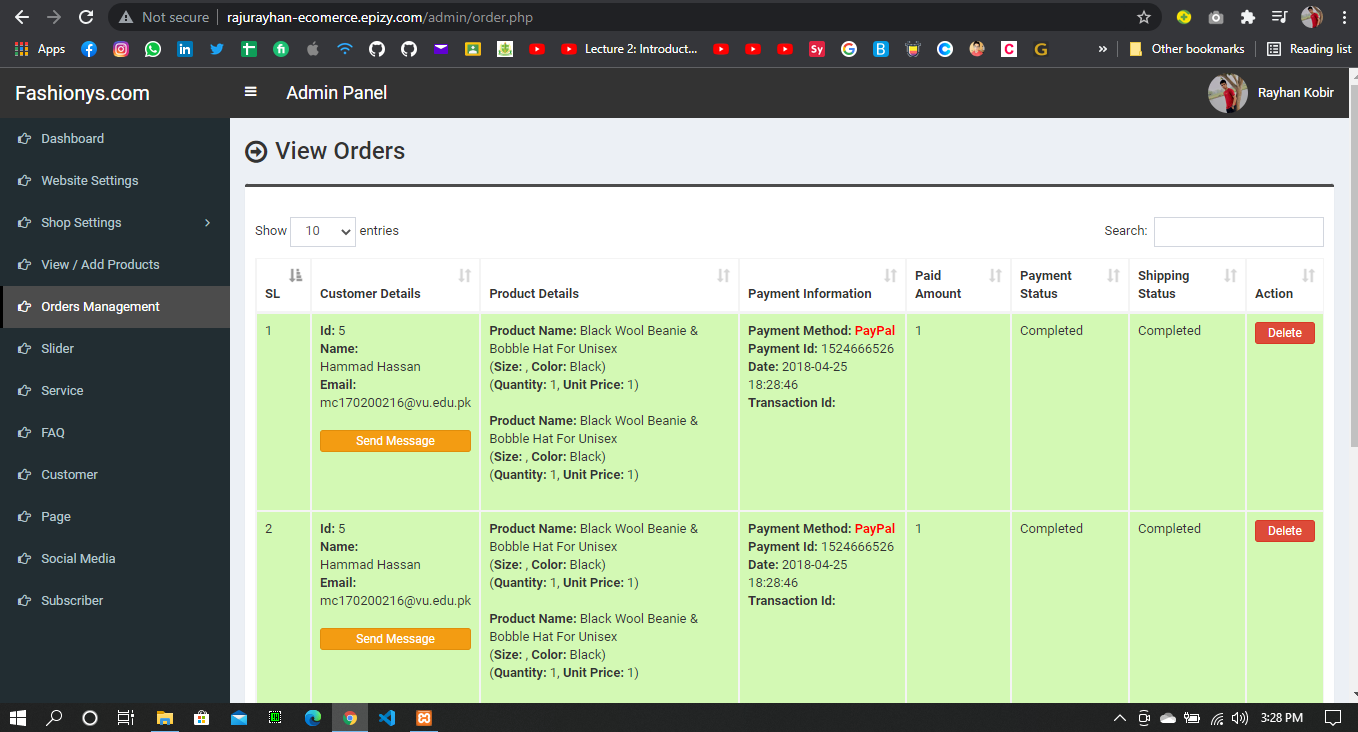 Not secure | rajurayhan-ecomerce.epizy.com/admin/order.php
Apps
Lecture 2: Introduct...
Sy
G
B
C
C
G
»
Other bookmarks
Reading list
Fashionys.com
Admin Panel
Rayhan Kobir
Dashboard
Website Settings
Shop Settings
View / Add Products
Orders Management
Slider
Service
FAQ
Customer
Page
Social Media
Subscriber
View Orders
Show 10 entries
Search:
SL
Customer Details
Product Details
Payment Information
Paid
Amount
Payment
Status
Shipping
Status
Action
1
Id: 5
Name:
Hammad Hassan
Email:
mc170200216@vu.edu.pk
Send Message
Product Name: Black Wool Beanie &
Bobble Hat For Unisex
(Size: , Color: Black)
(Quantity: 1, Unit Price: 1)
Product Name: Black Wool Beanie &
Bobble Hat For Unisex
(Size: , Color: Black)
(Quantity: 1, Unit Price: 1)
Payment Method: PayPal
Payment Id: 1524666526
Date: 2018-04-25
18:28:46
Transaction Id:
1
Completed
Completed
Delete
2
Id: 5
Name:
Hammad Hassan
Email:
mc170200216@vu.edu.pk
Send Message
Product Name: Black Wool Beanie &
Bobble Hat For Unisex
(Size: , Color: Black)
(Quantity: 1, Unit Price: 1)
Product Name: Black Wool Beanie &
Bobble Hat For Unisex
(Size: , Color: Black)
(Quantity: 1, Unit Price: 1)
Payment Method: PayPal
Payment Id: 1524666526
Date: 2018-04-25
18:28:46
Transaction Id:
1
Completed
Completed
Delete
3:28 PM